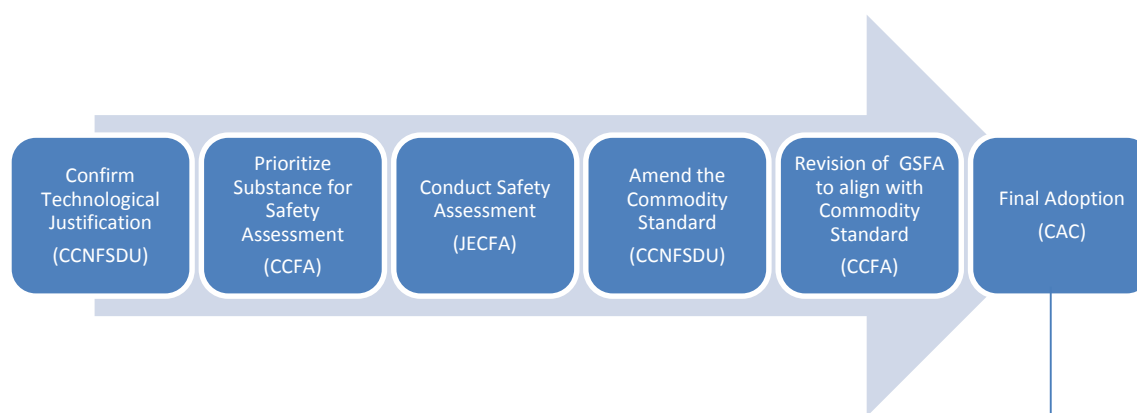 Confirm
Technological
Justification
(CCNFSDU)
Prioritize
Substance for
Safety
Assessment
(CCFA)
Conduct Safety
Assessment
(JECFA)
Amend the
Commodity
Standard
(CCNFSDU)
Revision of GSFA
to align with
Commodity
Standard
(CCFA)
Final Adoption
(CAC)